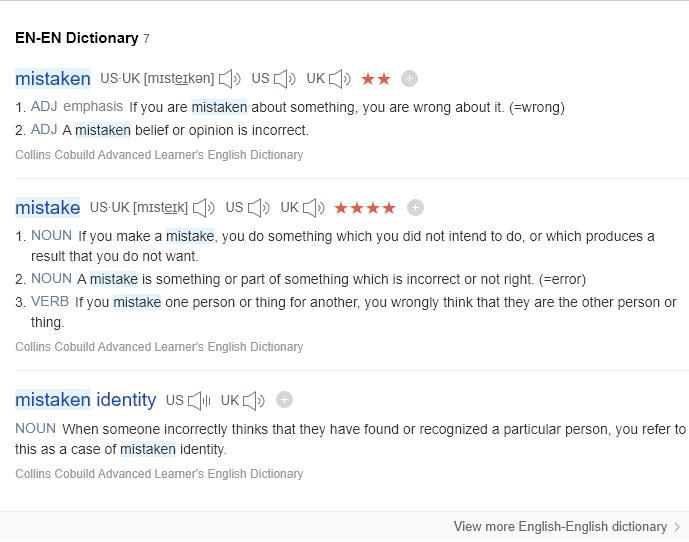 EN-EN Dictionary 7
mistaken US·UK [mɪsteɪkən] US UK ★★
1. ADJ emphasis If you are mistaken about something, you are wrong about it. (=wrong)
2. ADJ A mistaken belief or opinion is incorrect.
Collins Cobuild Advanced Learner's English Dictionary
mistake US·UK [mɪsteɪk] US UK ★★★★
1. NOUN If you make a mistake, you do something which you did not intend to do, or which produces a
result that you do not want.
2. NOUN A mistake is something or part of something which is incorrect or not right. (=error)
3. VERB If you mistake one person or thing for another, you wrongly think that they are the other person or
thing.
Collins Cobuild Advanced Learner's English Dictionary
mistaken identity US UK
NOUN When someone incorrectly thinks that they have found or recognized a particular person, you refer to
this as a case of mistaken identity.
Collins Cobuild Advanced Learner's English Dictionary
View more English-English dictionary >